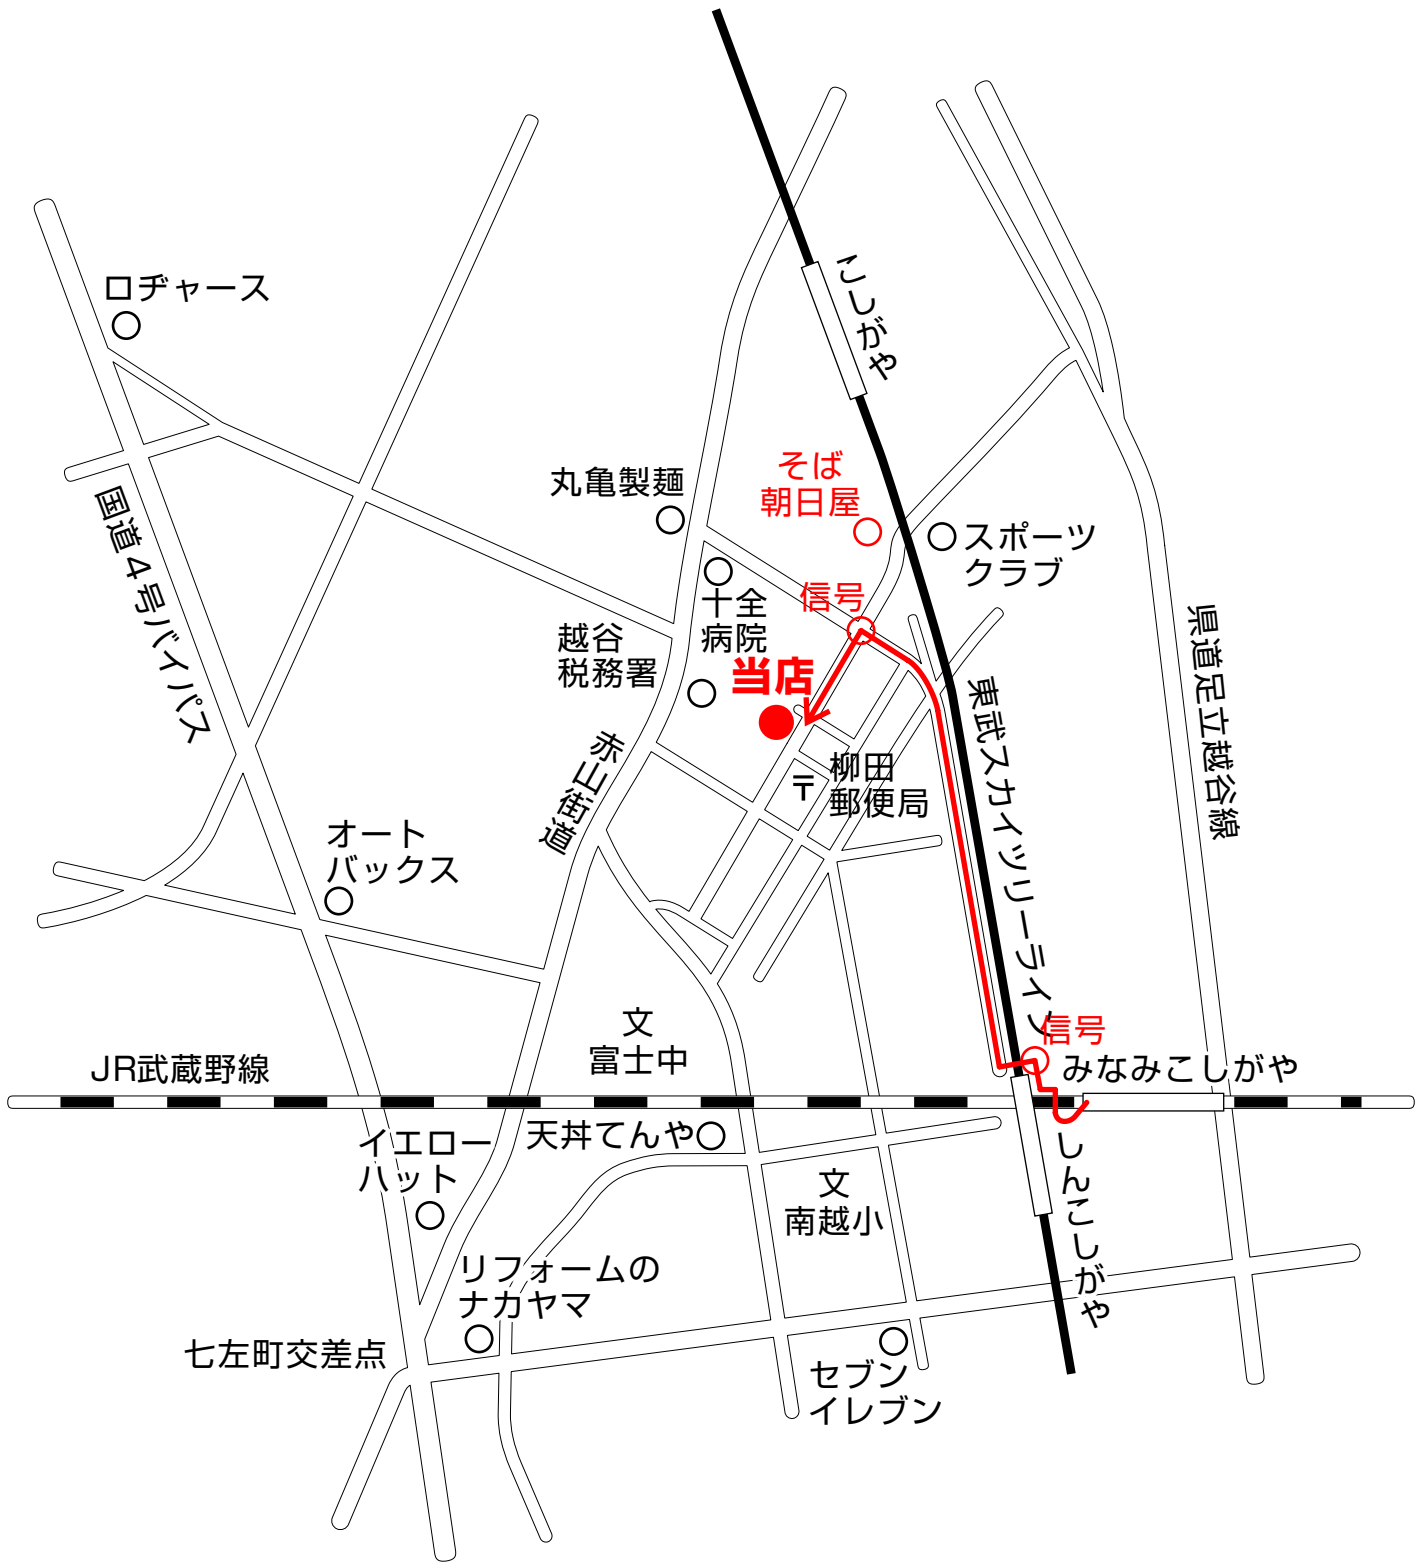 こしがや
ロヂャース
そば
朝日屋
丸亀製麺
国道4号バイパス
スポーツ
クラブ
信号
十全
病院
越谷
税務署
当店
県道足立越谷線
東武スカイツリーライン
赤山街道
〒
柳田
郵便局
オート
バックス
文
富士中
信号
みなみこしがや
JR武蔵野線
天丼てんや
イエロー
ハット
しんこしがや
文
南越小
リフォームの
ナカヤマ
七左町交差点
セブン
イレブン